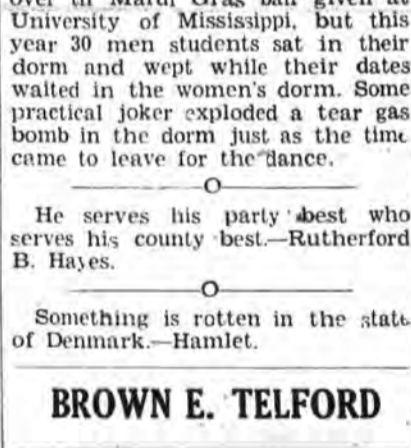 over in Mardi Gras ball given at
University of Mississippi, but this
year 30 men students sat in their
dorm and wept while their dates
waited in the women's dorm. Some
practical joker exploded a tear gas
bomb in the dorm just as the time
came to leave for the dance.
O
He serves his party best who
serves his county best.—Rutherford
B. Hayes.
O
Something is rotten in the state
of Denmark.—Hamlet.
BROWN E. TELFORD